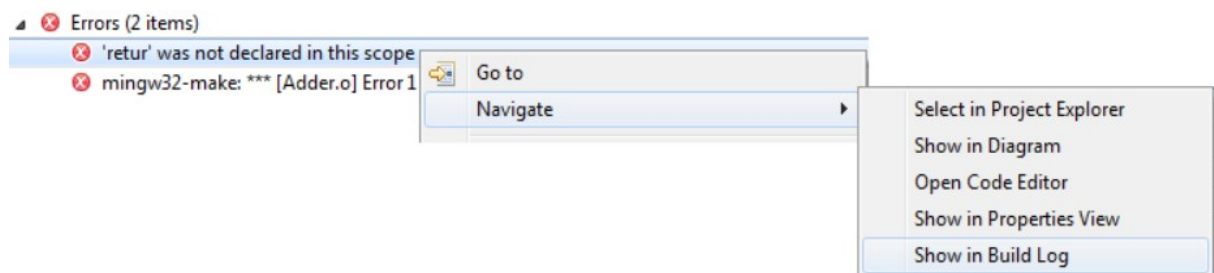 Errors (2 items)
'retur' was not declared in this scope
mingw32-make: *** [Adder.o] Error 1
Go to
Navigate
Select in Project Explorer
Show in Diagram
Open Code Editor
Show in Properties View
Show in Build Log